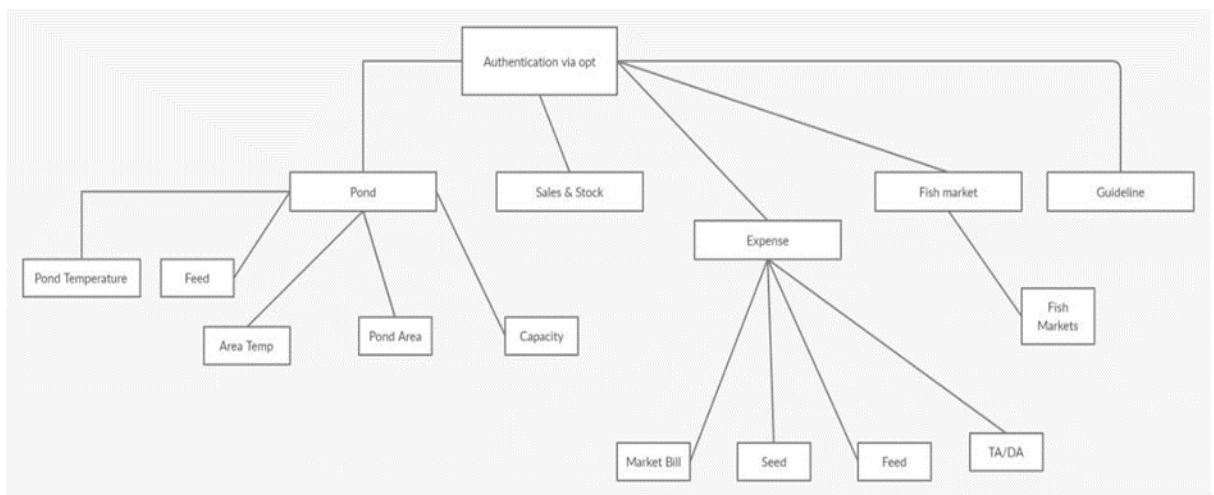 Authentication via opt
Pond
Sales & Stock
Fish market
Guideline
Expense
Pond Temperature
Feed
Area Temp
Pond Area
Capacity
Fish
Markets
Market Bill
Seed
Feed
TA/DA